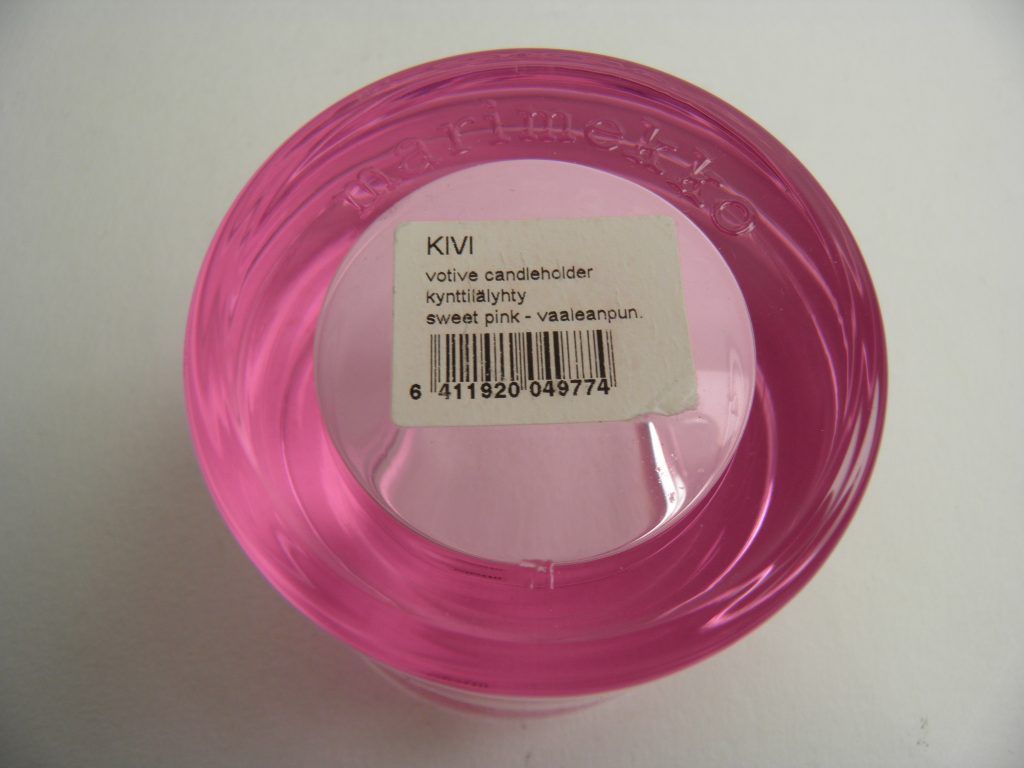 marimekko
KIVI
votive candleholder
kynttilälyhty
sweet pink - vaaleanpun.
6 411920 049774